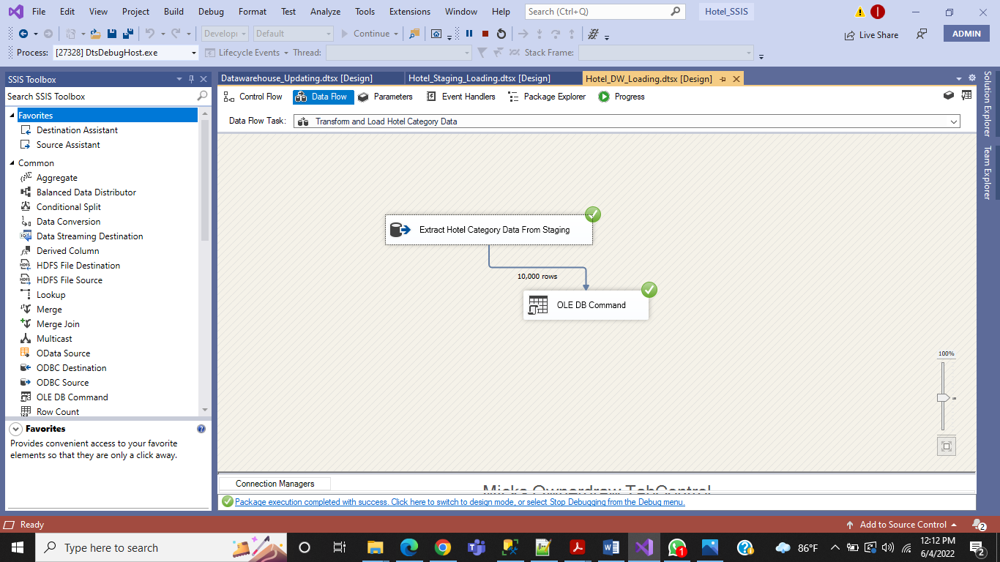 File Edit View Project Build Debug Format Test Analyze Tools Extensions Window Help Search (Ctrl+Q) Hotel_SSIS
Develop Default Continue Live Share ADMIN
Process: [27328] DtsDebugHost.exe Lifecycle Events Thread: Stack Frame:
SSIS Toolbox
Search SSIS Toolbox
Favorites
Destination Assistant
Source Assistant
Common
Aggregate
Balanced Data Distributor
Conditional Split
Data Conversion
Data Streaming Destination
Derived Column
HDFS File Destination
HDFS File Source
Lookup
Merge
Merge Join
Multicast
OData Source
ODBC Destination
ODBC Source
OLE DB Command
Row Count
Favorites
Provides convenient access to your favorite
elements so that they are only a click away.
Datawarehouse_Updating.dtsx [Design] Hotel_Staging_Loading.dtsx [Design] Hotel_DW_Loading.dtsx [Design]
Control Flow Data Flow Parameters Event Handlers Package Explorer Progress
Data Flow Task: Transform and Load Hotel Category Data
Extract Hotel Category Data From Staging
10,000 rows
OLE DB Command
100%
Connection Managers
Micks Ownerdraw TabControl
Package execution completed with success. Click here to switch to design mode, or select Stop Debugging from the Debug menu.
Solution Explorer
Team Explorer
Ready Add to Source Control 2
Type here to search 1 86°F 12:12 PM
6/4/2022 2